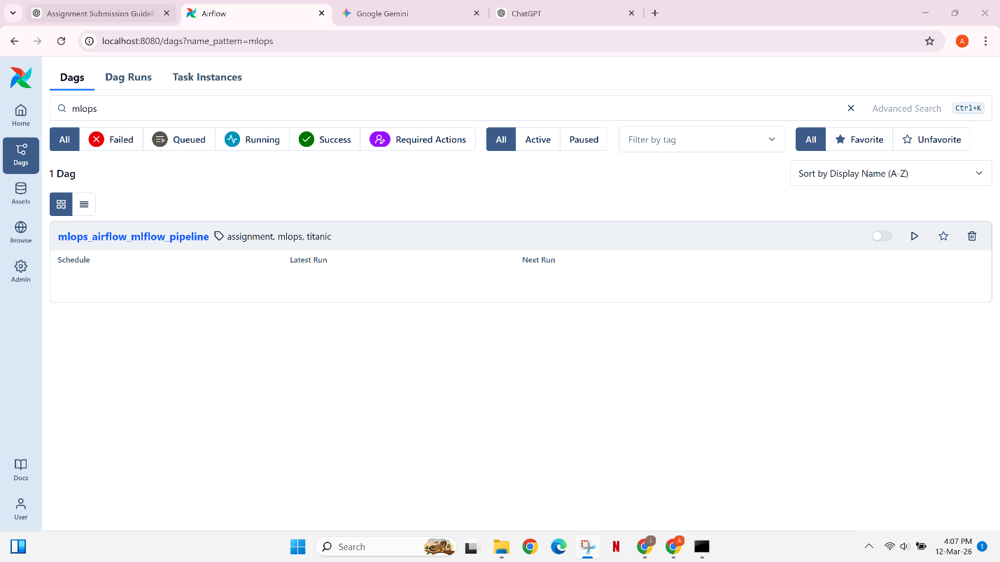 Assignment Submission Guideli
Airflow
Google Gemini
ChatGPT
localhost:8080/dags?name_pattern=mlops
A
Dags
Dag Runs
Task Instances
mlops
Advanced Search
Ctrl+K
All
Failed
Queued
Running
Success
Required Actions
All
Active
Paused
Filter by tag
All
Favorite
Unfavorite
1 Dag
Sort by Display Name (A-Z)
mlops_airflow_mlflow_pipeline
assignment, mlops, titanic
Schedule
Latest Run
Next Run
Home
Dags
Assets
Browse
Admin
Docs
User
Search
N
i
A
4:07 PM
12-Mar-26
1